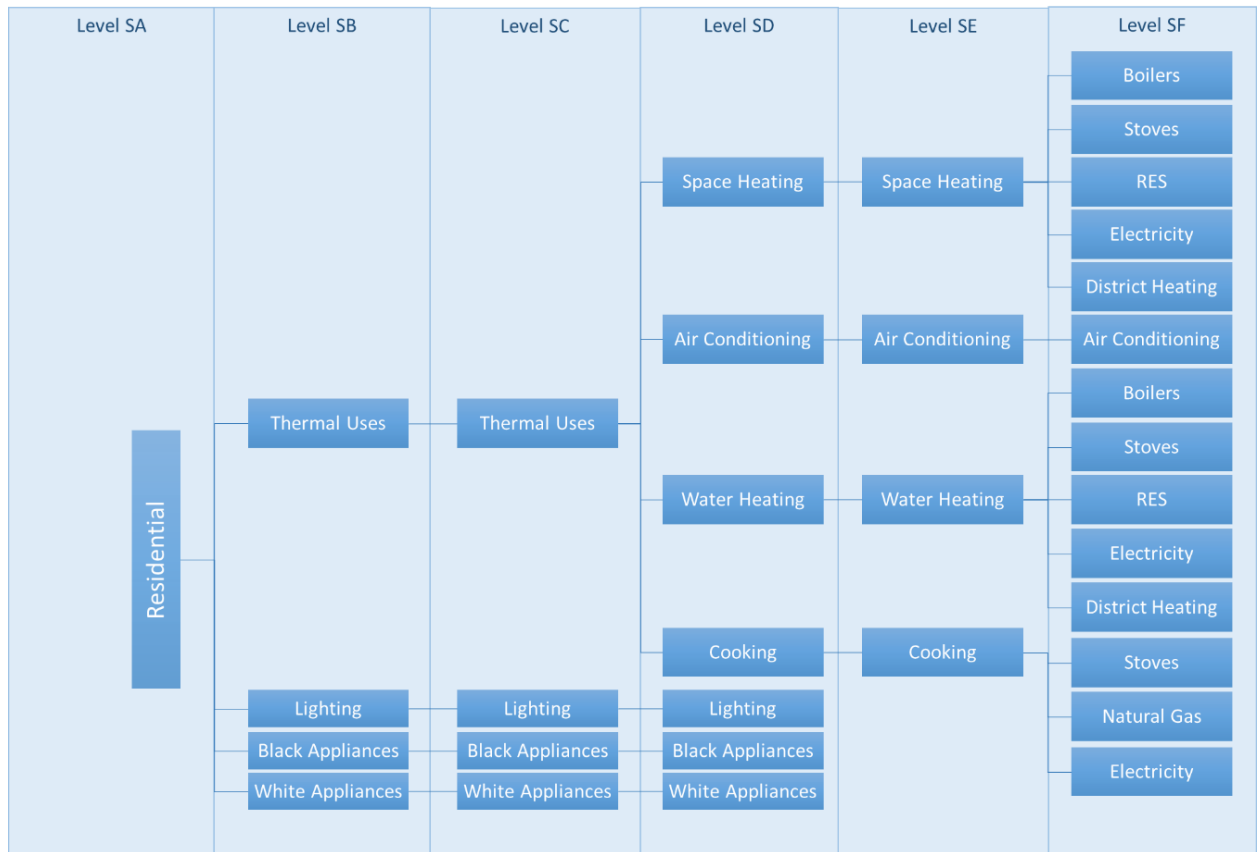 Level SA
Level SB
Level SC
Level SD
Level SE
Level SF
Residential
Thermal Uses
Lighting
Black Appliances
White Appliances
Thermal Uses
Lighting
Black Appliances
White Appliances
Space Heating
Air Conditioning
Water Heating
Cooking
Lighting
Black Appliances
White Appliances
Space Heating
Air Conditioning
Water Heating
Cooking
Boilers
Stoves
RES
Electricity
District Heating
Air Conditioning
Boilers
Stoves
RES
Electricity
District Heating
Stoves
Natural Gas
Electricity